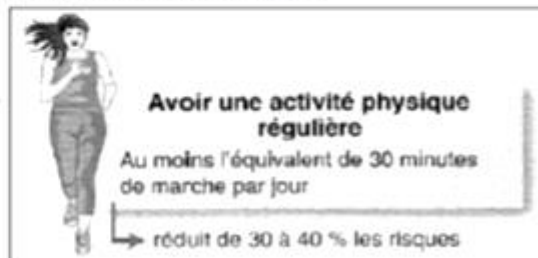 Avoir une activité physique
régulière
Au moins l'équivalent de 30 minutes
de marche par jour
réduit de 30 à 40 % les risques